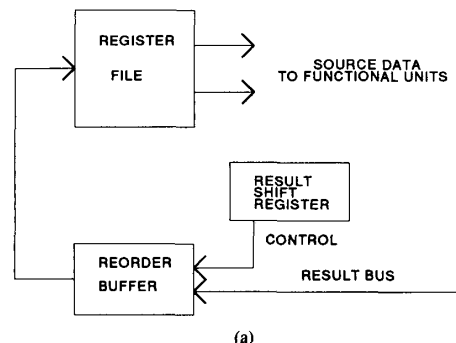 REGISTER
FILE
SOURCE DATA
TO FUNCTIONAL UNITS
RESULT
SHIFT
REGISTER
CONTROL
REORDER
BUFFER
RESULT BUS
(a)